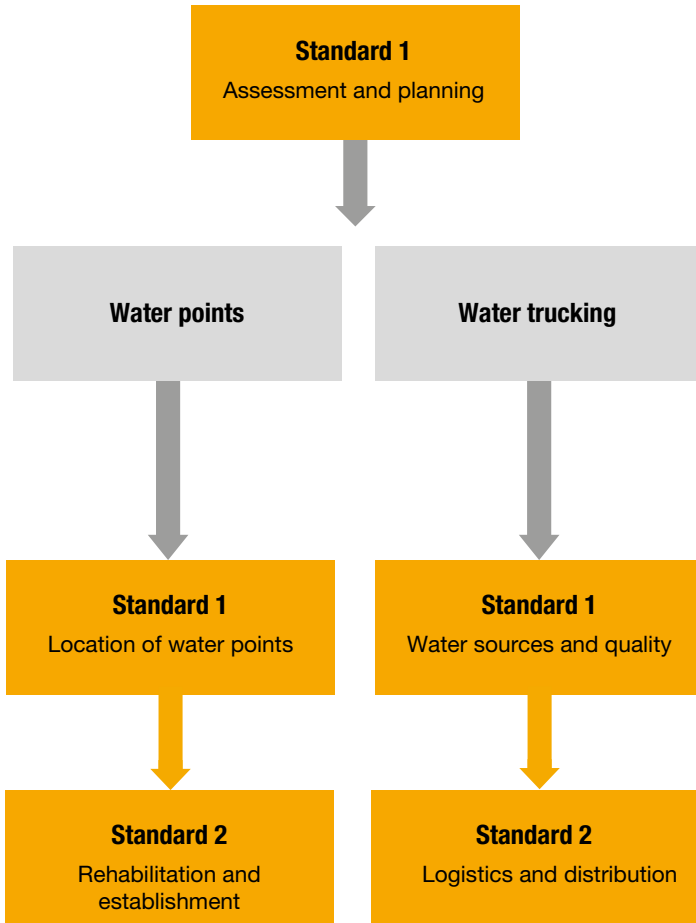 Standard 1
Assessment and planning
Water points
Water trucking
Standard 1
Location of water points
Standard 1
Water sources and quality
Standard 2
Rehabilitation and
establishment
Standard 2
Logistics and distribution